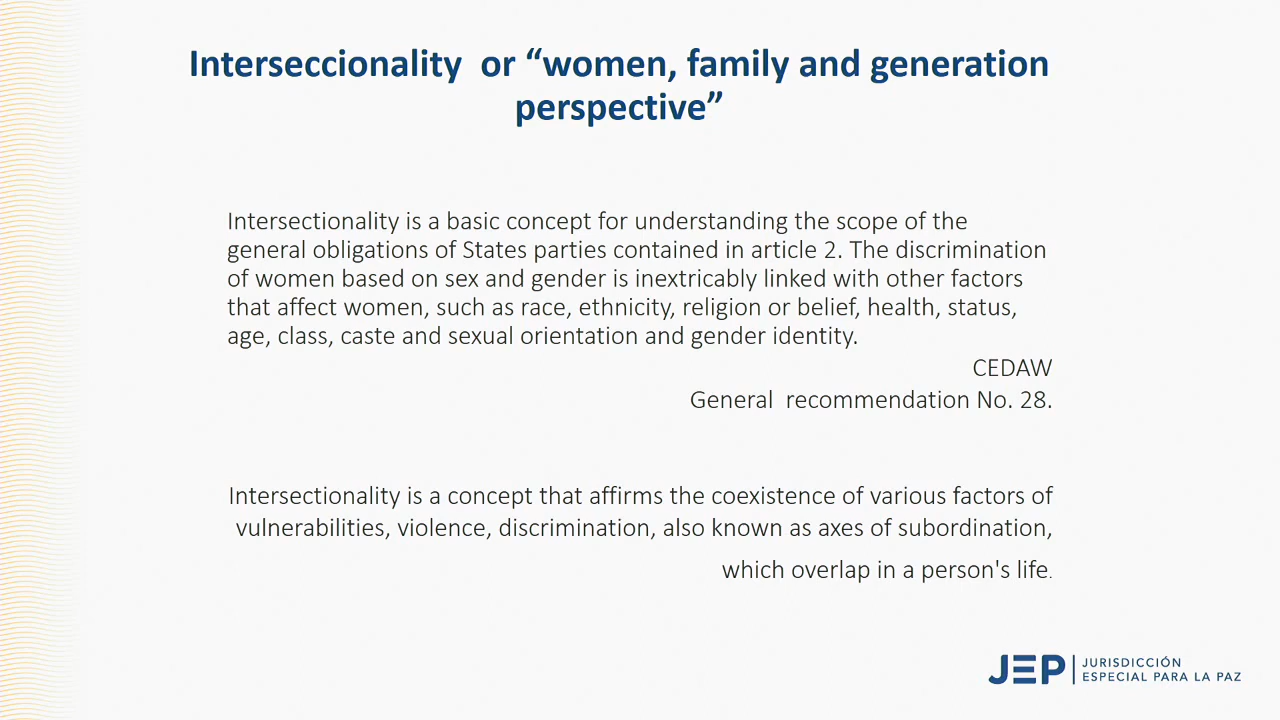 Interseccionality  or “women, family and generation
perspective”
Intersectionality is a basic concept for understanding the scope of the
general obligations of States parties contained in article 2. The discrimination
of women based on sex and gender is inextricably linked with other factors
that affect women, such as race, ethnicity, religion or belief, health, status,
age, class, caste and sexual orientation and gender identity.
CEDAW
General  recommendation No. 28.
Intersectionality is a concept that affirms the coexistence of various factors of
vulnerabilities, violence, discrimination, also known as axes of subordination,
which overlap in a person's life.
JEP | JURISDICCIÓN
ESPECIAL PARA LA PAZ